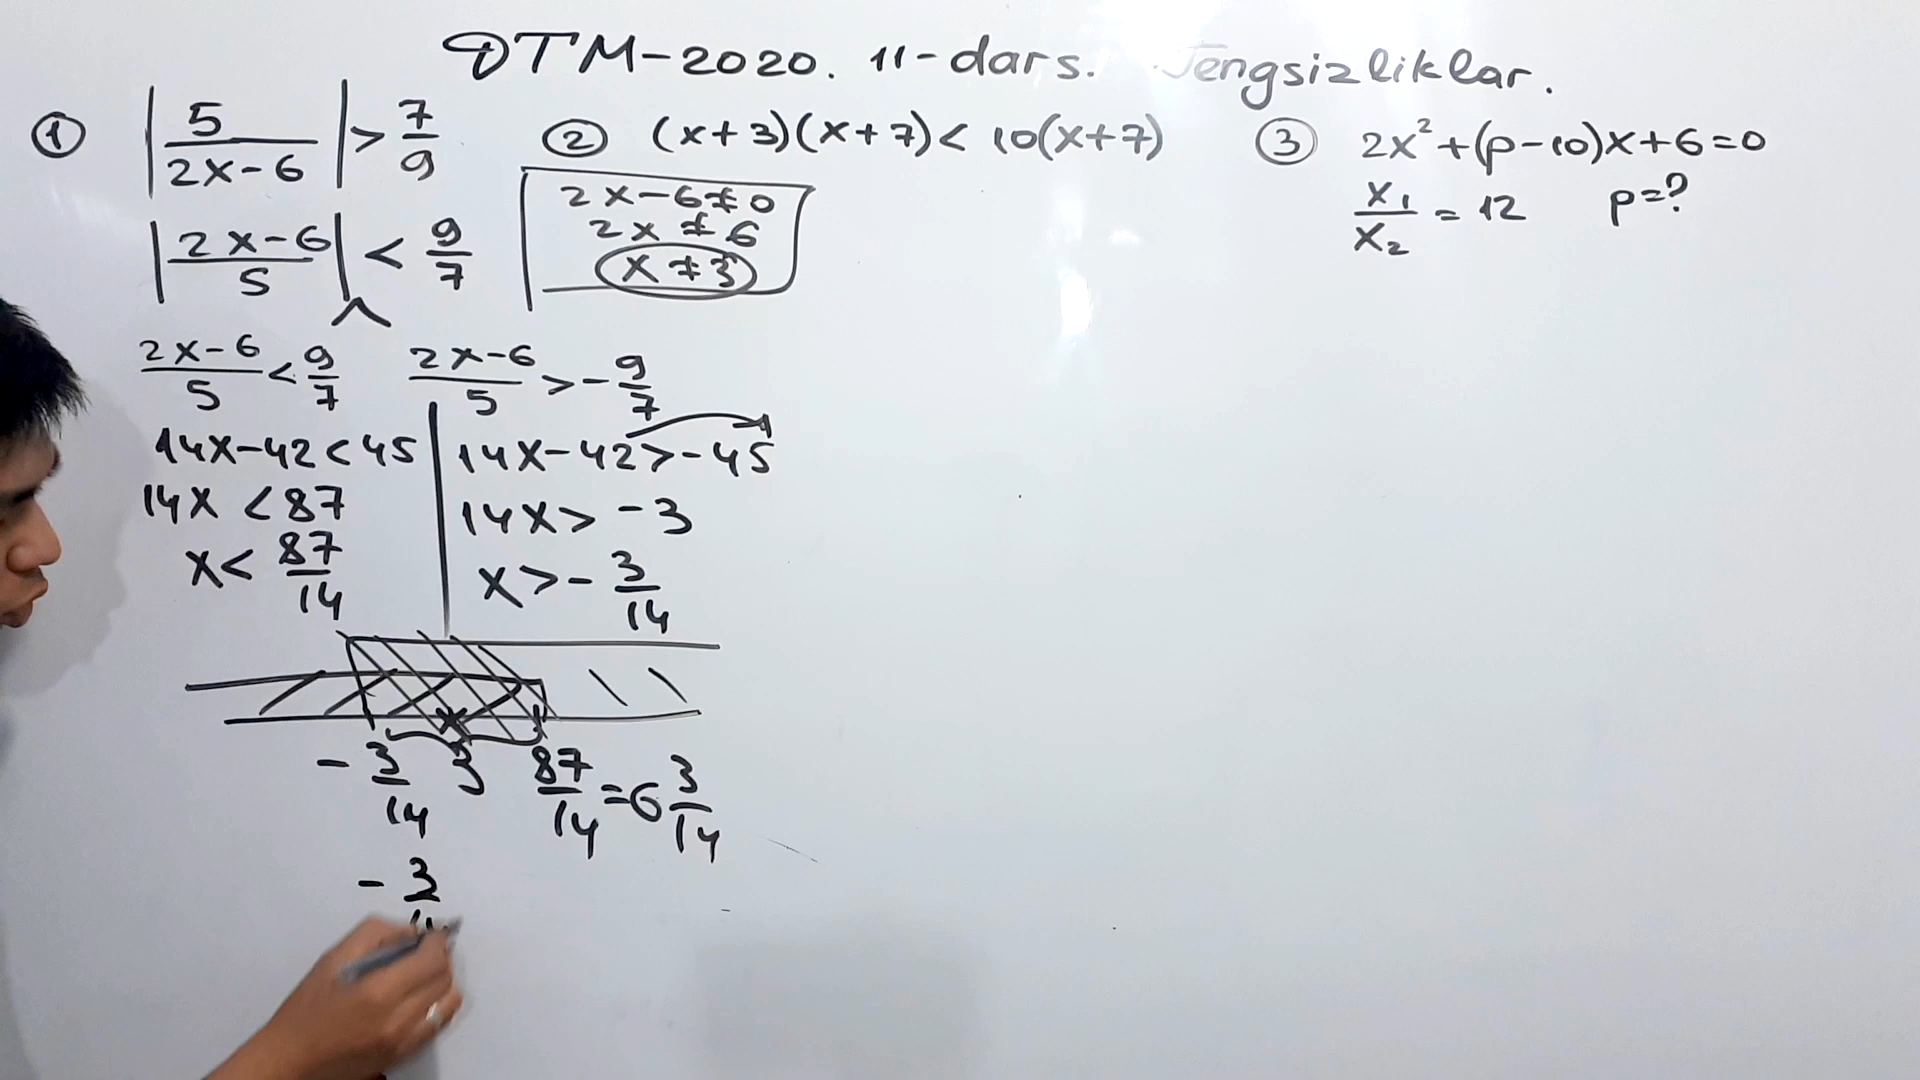 DTM-2020. 11-dars. Tengsizliklar.
① |5/(2x-6)| > 7/9
|(2x-6)/5| < 9/7
(2x-6)/5 < 9/7   (2x-6)/5 > -9/7
14x-42<45   14x-42>-45
14x <87   14x> -3
x< 87/14   x>- 3/14
- 3/14   3   87/14 =6 3/14
- 3/14
② (x+3)(x+7)< 10(x+7)
2x-6≠0
2x ≠ 6
x ≠ 3
③ 2x²+(p-10)x+6=0
x₁/x₂ = 12   p=?